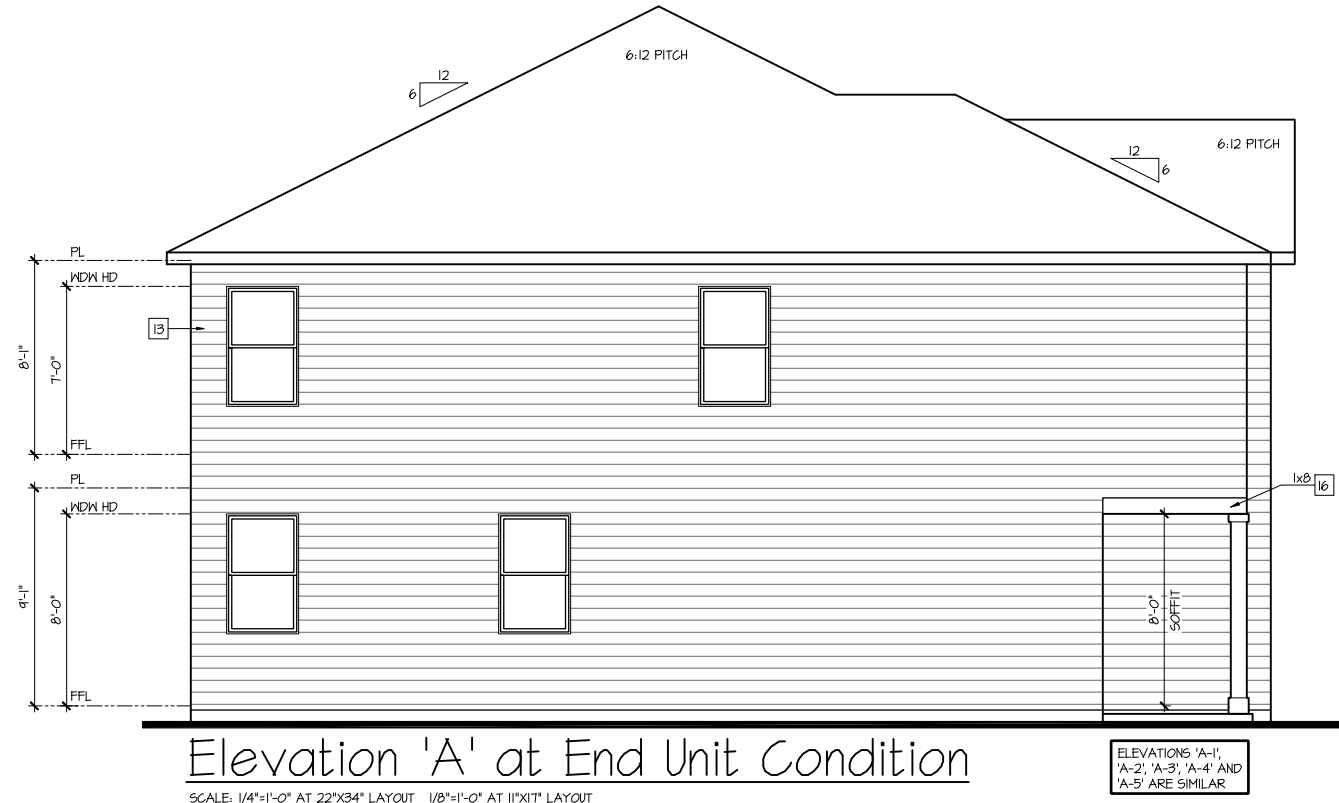 6:12 PITCH
12
6
6:12 PITCH
12
6
PL
WDW HD
13
8'-1"
7'-0"
FFL
PL
1x8 16
WDW HD
9'-1"
8'-0"
8'-0"
SOFFIT
FFL
Elevation 'A' at End Unit Condition
SCALE: 1/4"=1'-0" AT 22"X34" LAYOUT 1/8"=1'-0" AT 11"X17" LAYOUT
ELEVATIONS 'A-1',
'A-2', 'A-3', 'A-4' AND
'A-5' ARE SIMILAR